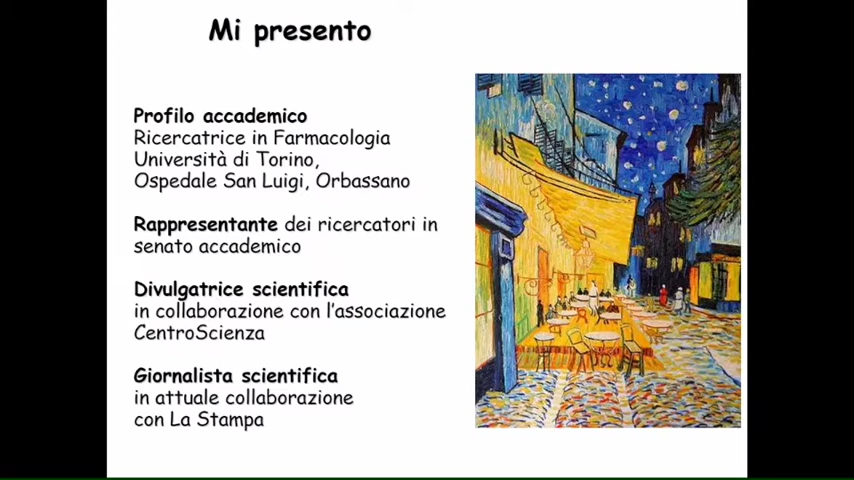 Mi presento
Profilo accademico
Ricercatrice in Farmacologia
Università di Torino,
Ospedale San Luigi, Orbassano
Rappresentante dei ricercatori in
senato accademico
Divulgatrice scientifica
in collaborazione con l'associazione
CentroScienza
Giornalista scientifica
in attuale collaborazione
con La Stampa